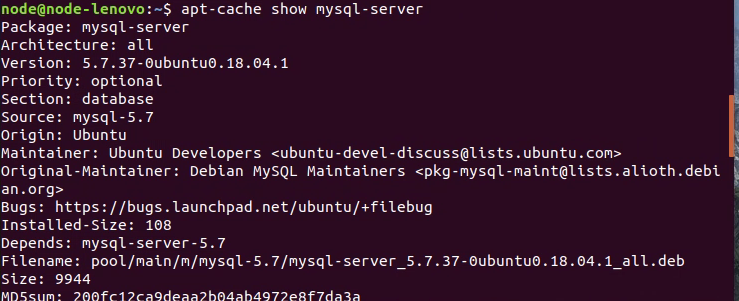 node@node-lenovo:~$ apt-cache show mysql-server
Package: mysql-server
Architecture: all
Version: 5.7.37-0ubuntu0.18.04.1
Priority: optional
Section: database
Source: mysql-5.7
Origin: Ubuntu
Maintainer: Ubuntu Developers <ubuntu-devel-discuss@lists.ubuntu.com>
Original-Maintainer: Debian MySQL Maintainers <pkg-mysql-maint@lists.alioth.debi
an.org>
Bugs: https://bugs.launchpad.net/ubuntu/+filebug
Installed-Size: 108
Depends: mysql-server-5.7
Filename: pool/main/m/mysql-5.7/mysql-server_5.7.37-0ubuntu0.18.04.1_all.deb
Size: 9944
MD5sum: 200fc12ca9deaa2b04ab4972e8f7da3a